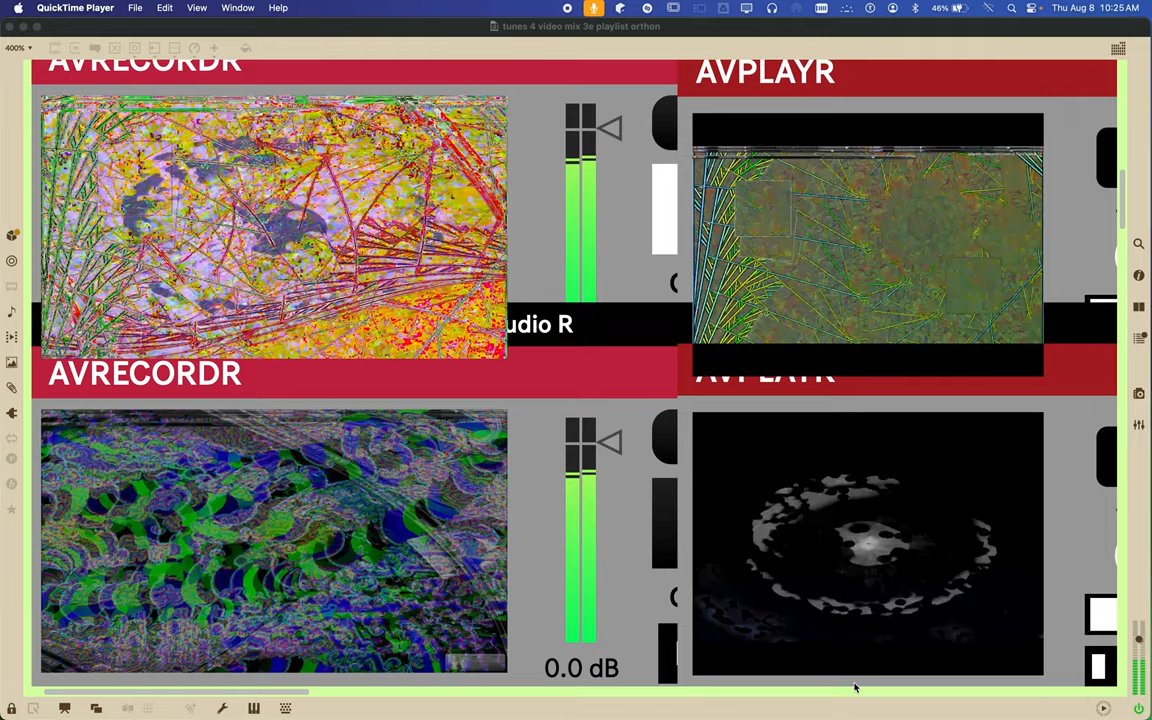 QuickTime Player File Edit View Window Help 46% Thu Aug 8 10:25 AM
tunes 4 video mix 3e playlist orthon
400%
AVRECORDR
AVPLAYR
udio R
AVRECORDR
AVPLAYR
0.0 dB